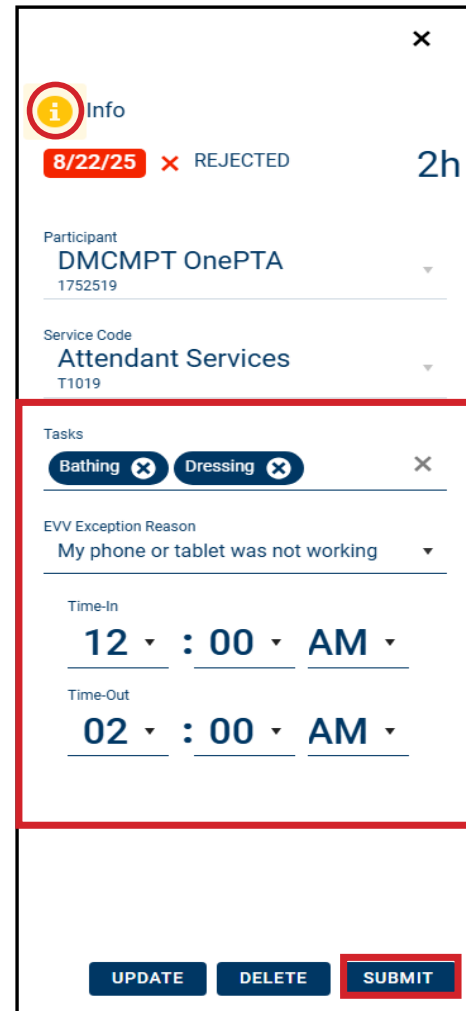 ×
i Info
8/22/25 × REJECTED 2h
Participant
DMCMPT OnePTA
1752519
Service Code
Attendant Services
T1019
Tasks
Bathing × Dressing × ×
EVV Exception Reason
My phone or tablet was not working
Time-In
12 : 00 AM
Time-Out
02 : 00 AM
UPDATE DELETE SUBMIT